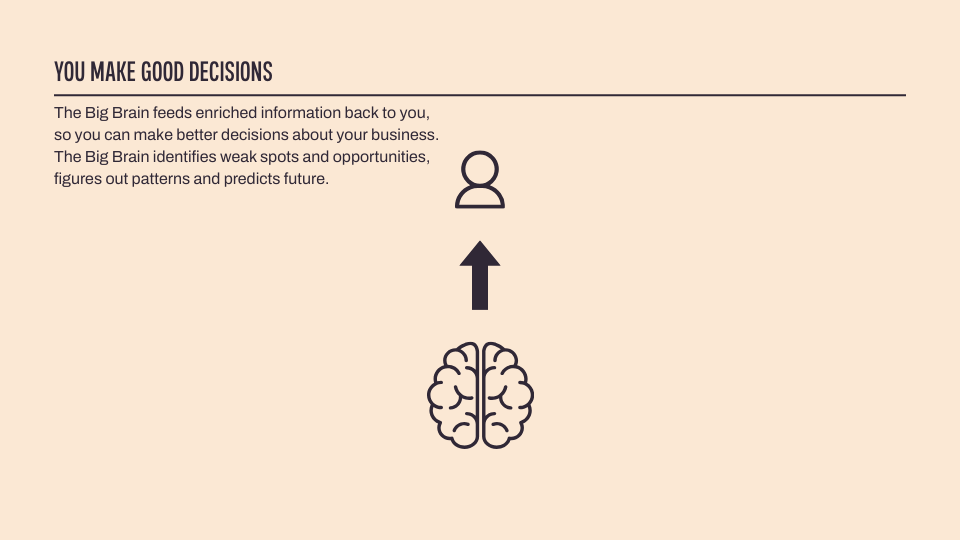 YOU MAKE GOOD DECISIONS
The Big Brain feeds enriched information back to you,
so you can make better decisions about your business.
The Big Brain identifies weak spots and opportunities,
figures out patterns and predicts future.